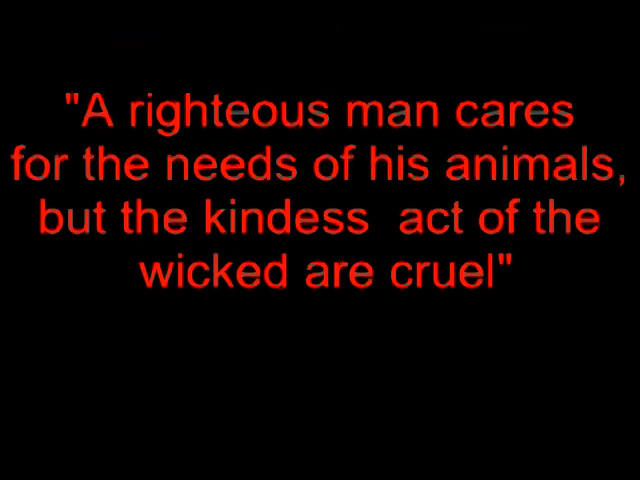 "A righteous man cares
for the needs of his animals,
but the kindess  act of the
wicked are cruel"